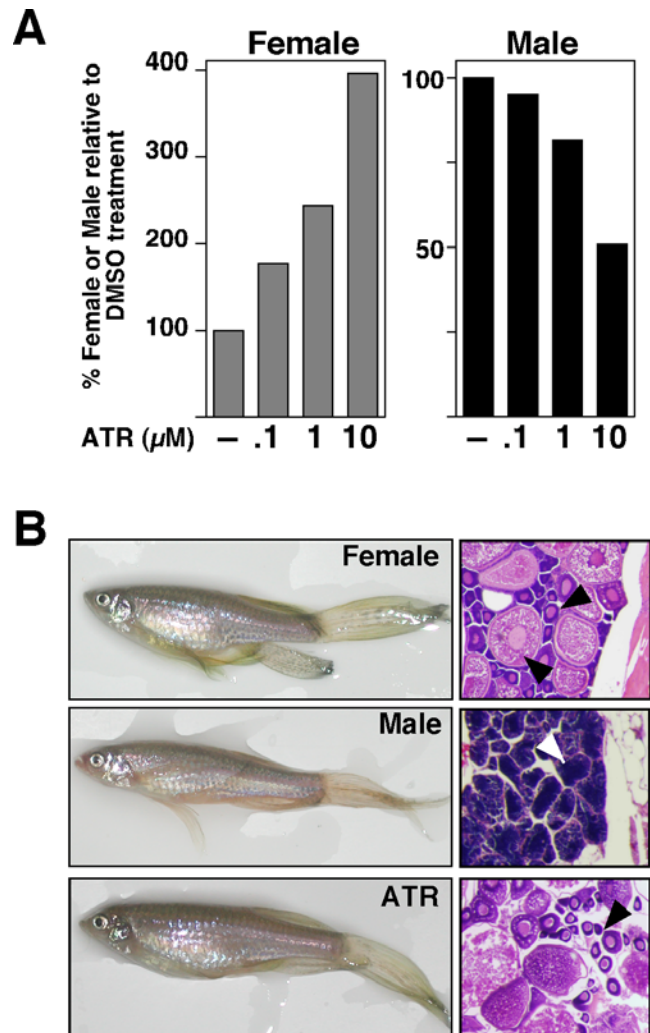 A
Female
Male
% Female or Male relative to
DMSO treatment
400
300
200
100
100
50
ATR (µM) – .1 1 10
– .1 1 10
B
Female
Male
ATR